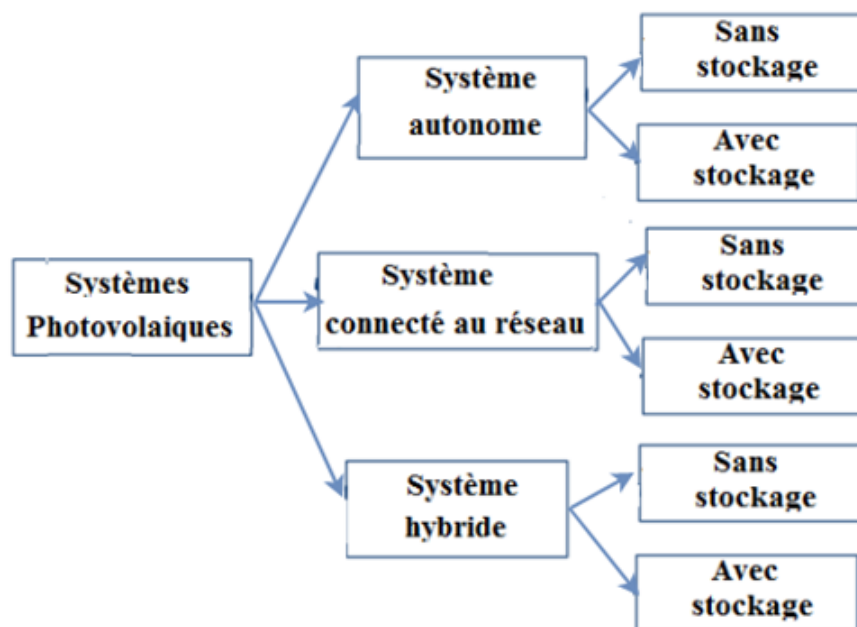 Systèmes
Photovolaiques
Système
autonome
Sans
stockage
Avec
stockage
Système
connecté au réseau
Sans
stockage
Avec
stockage
Système
hybride
Sans
stockage
Avec
stockage